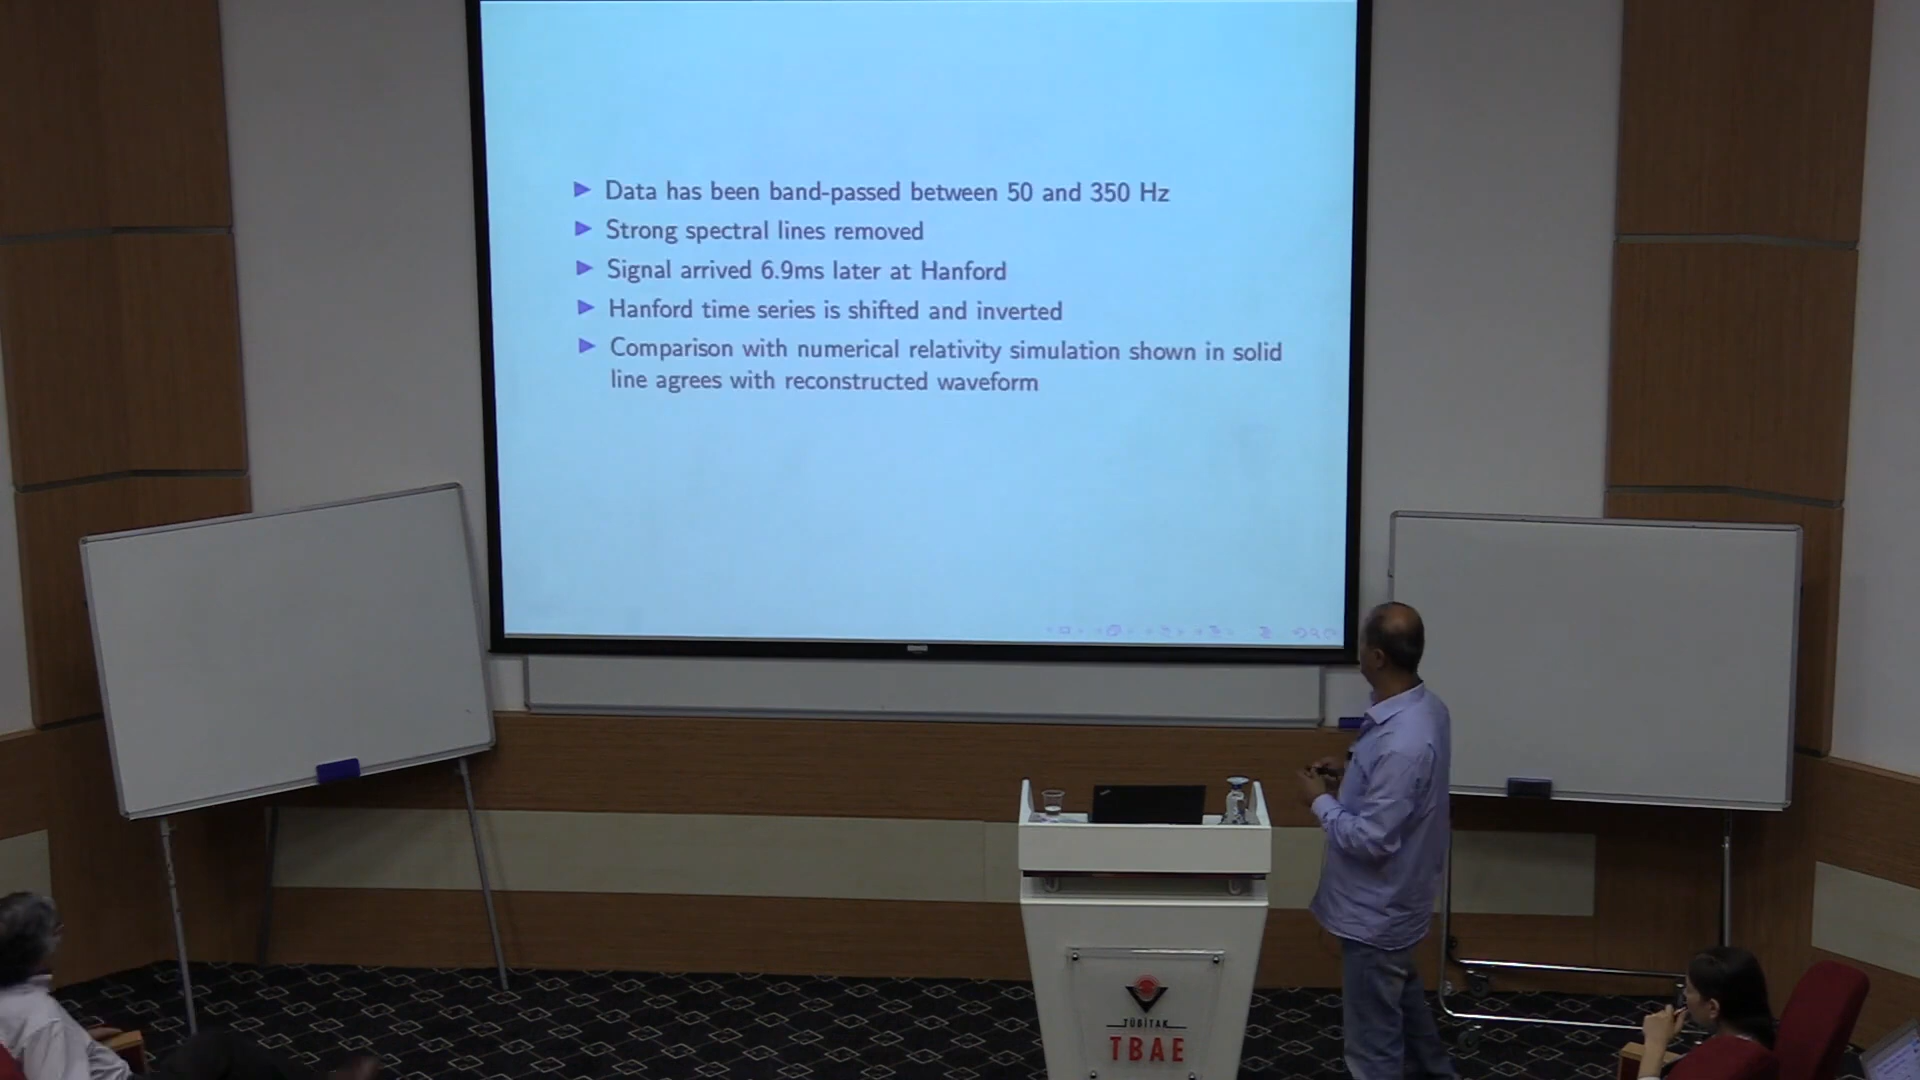 Data has been band-passed between 50 and 350 Hz
Strong spectral lines removed
Signal arrived 6.9ms later at Hanford
Hanford time series is shifted and inverted
Comparison with numerical relativity simulation shown in solid
line agrees with reconstructed waveform
TÜBİTAK
TBAE